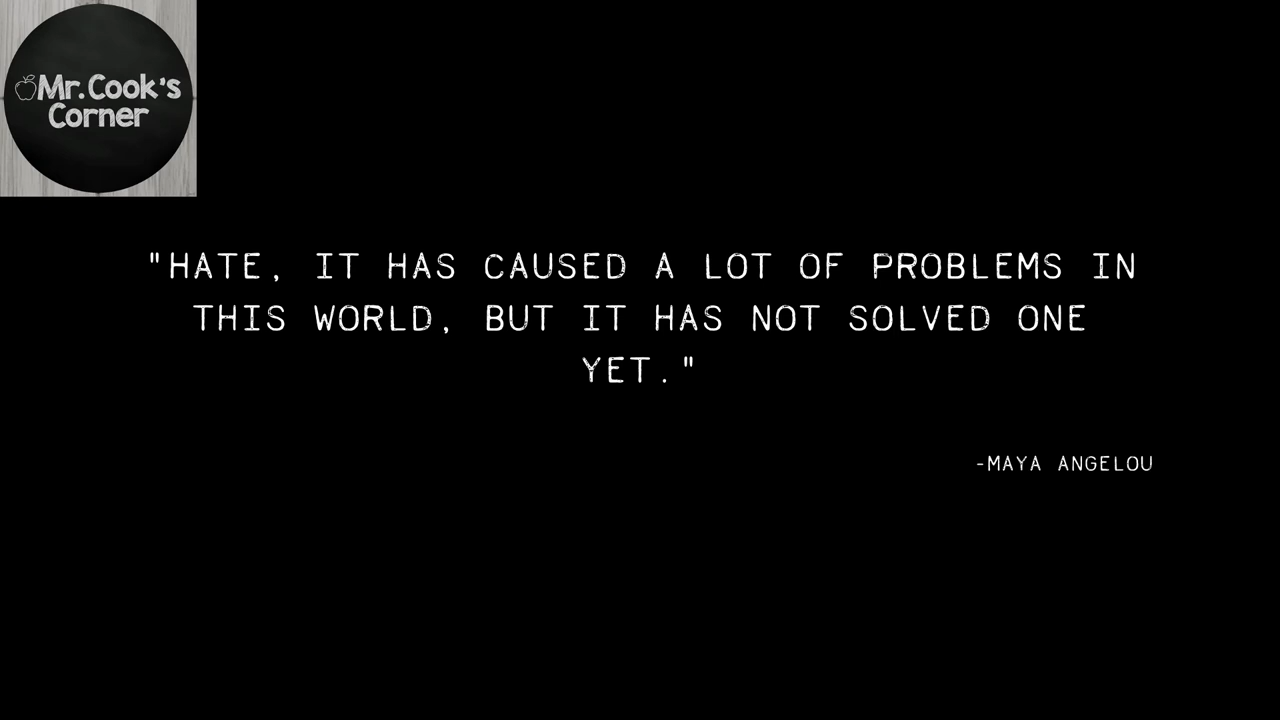 Mr. Cook's
Corner
"HATE, IT HAS CAUSED A LOT OF PROBLEMS IN
THIS WORLD, BUT IT HAS NOT SOLVED ONE
YET."
-MAYA ANGELOU